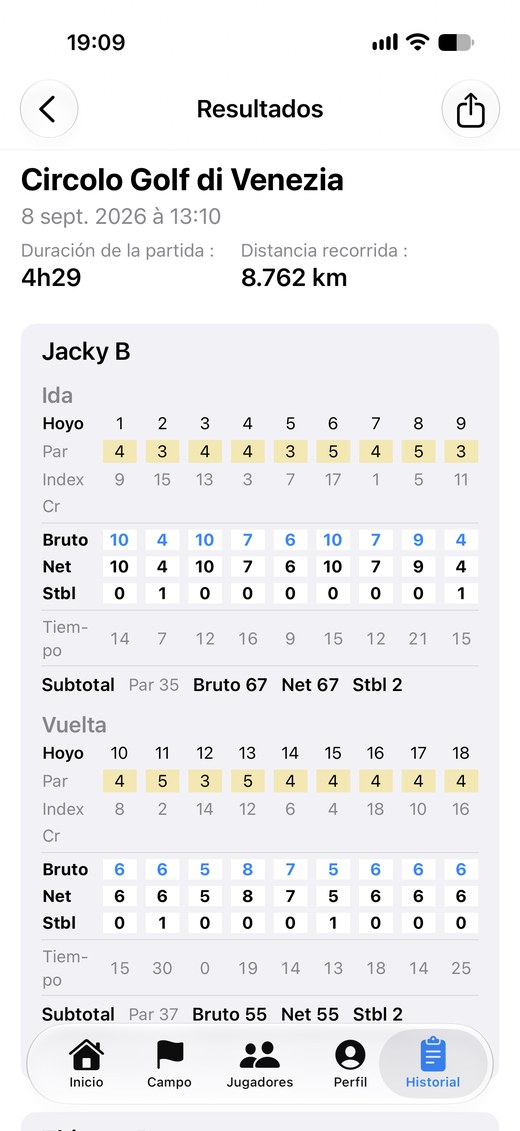 19:09
Resultados
Circolo Golf di Venezia
8 sept. 2026 à 13:10
Duración de la partida : Distancia recorrida :
4h29 8.762 km
Jacky B
Ida
Hoyo 1 2 3 4 5 6 7 8 9
Par 4 3 4 4 3 5 4 5 3
Index 9 15 13 3 7 17 1 5 11
Cr
Bruto 10 4 10 7 6 10 7 9 4
Net 10 4 10 7 6 10 7 9 4
Stbl 0 1 0 0 0 0 0 0 1
Tiem-
po 14 7 12 16 9 15 12 21 15
Subtotal Par 35 Bruto 67 Net 67 Stbl 2
Vuelta
Hoyo 10 11 12 13 14 15 16 17 18
Par 4 5 3 5 4 4 4 4 4
Index 8 2 14 12 6 4 18 10 16
Cr
Bruto 6 6 5 8 7 5 6 6 6
Net 6 6 5 8 7 5 6 6 6
Stbl 0 1 0 0 0 1 0 0 0
Tiem-
po 15 30 0 19 14 13 18 14 25
Subtotal Par 37 Bruto 55 Net 55 Stbl 2
Inicio Campo Jugadores Perfil Historial